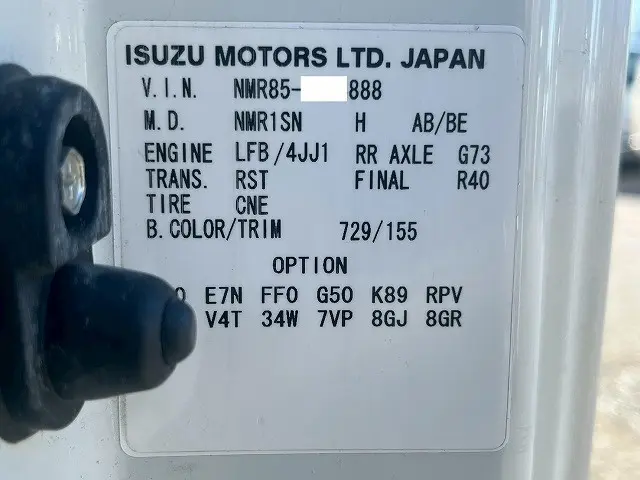 ISUZU MOTORS LTD. JAPAN
V.I.N. NMR85- 888
M.D. NMR1SN H AB/BE
ENGINE LFB/4JJ1 RR AXLE G73
TRANS. RST FINAL R40
TIRE CNE
B.COLOR/TRIM 729/155
OPTION
E7N FF0 G50 K89 RPV
V4T 34W 7VP 8GJ 8GR